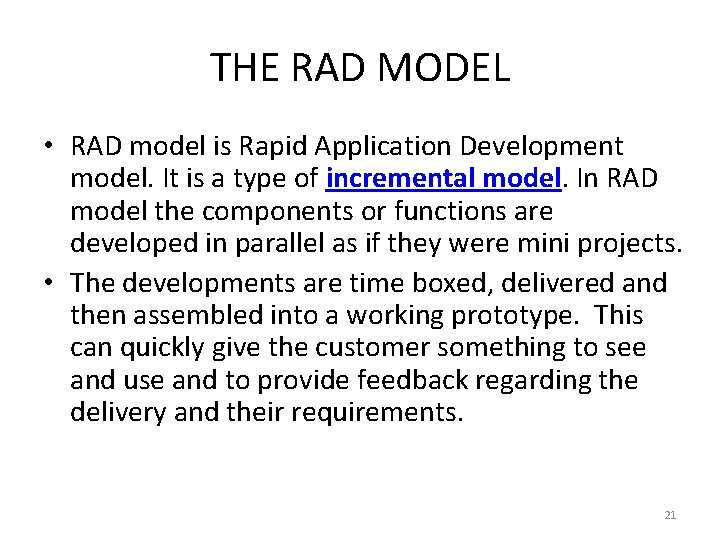 THE RAD MODEL
• RAD model is Rapid Application Development
model. It is a type of incremental model. In RAD
model the components or functions are
developed in parallel as if they were mini projects.
• The developments are time boxed, delivered and
then assembled into a working prototype.  This
can quickly give the customer something to see
and use and to provide feedback regarding the
delivery and their requirements.
21